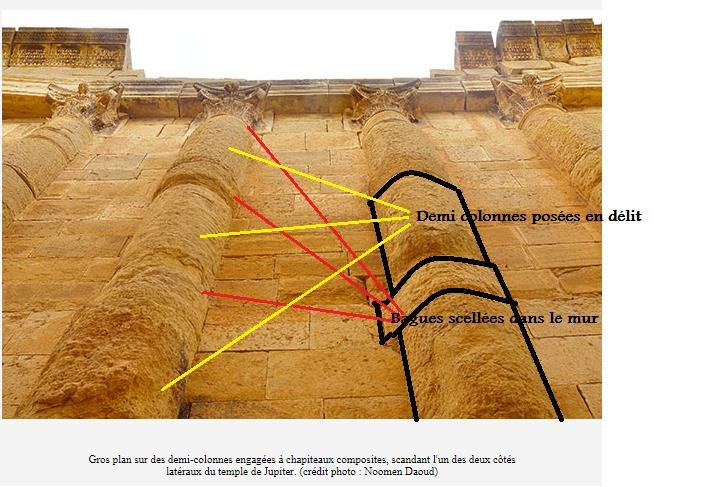 Demi colonnes posées en délit
Bagues scellées dans le mur
Gros plan sur des demi-colonnes engagées à chapiteaux composites, scandant l'un des deux côtés
latéraux du temple de Jupiter. (crédit photo : Noomen Daoud)